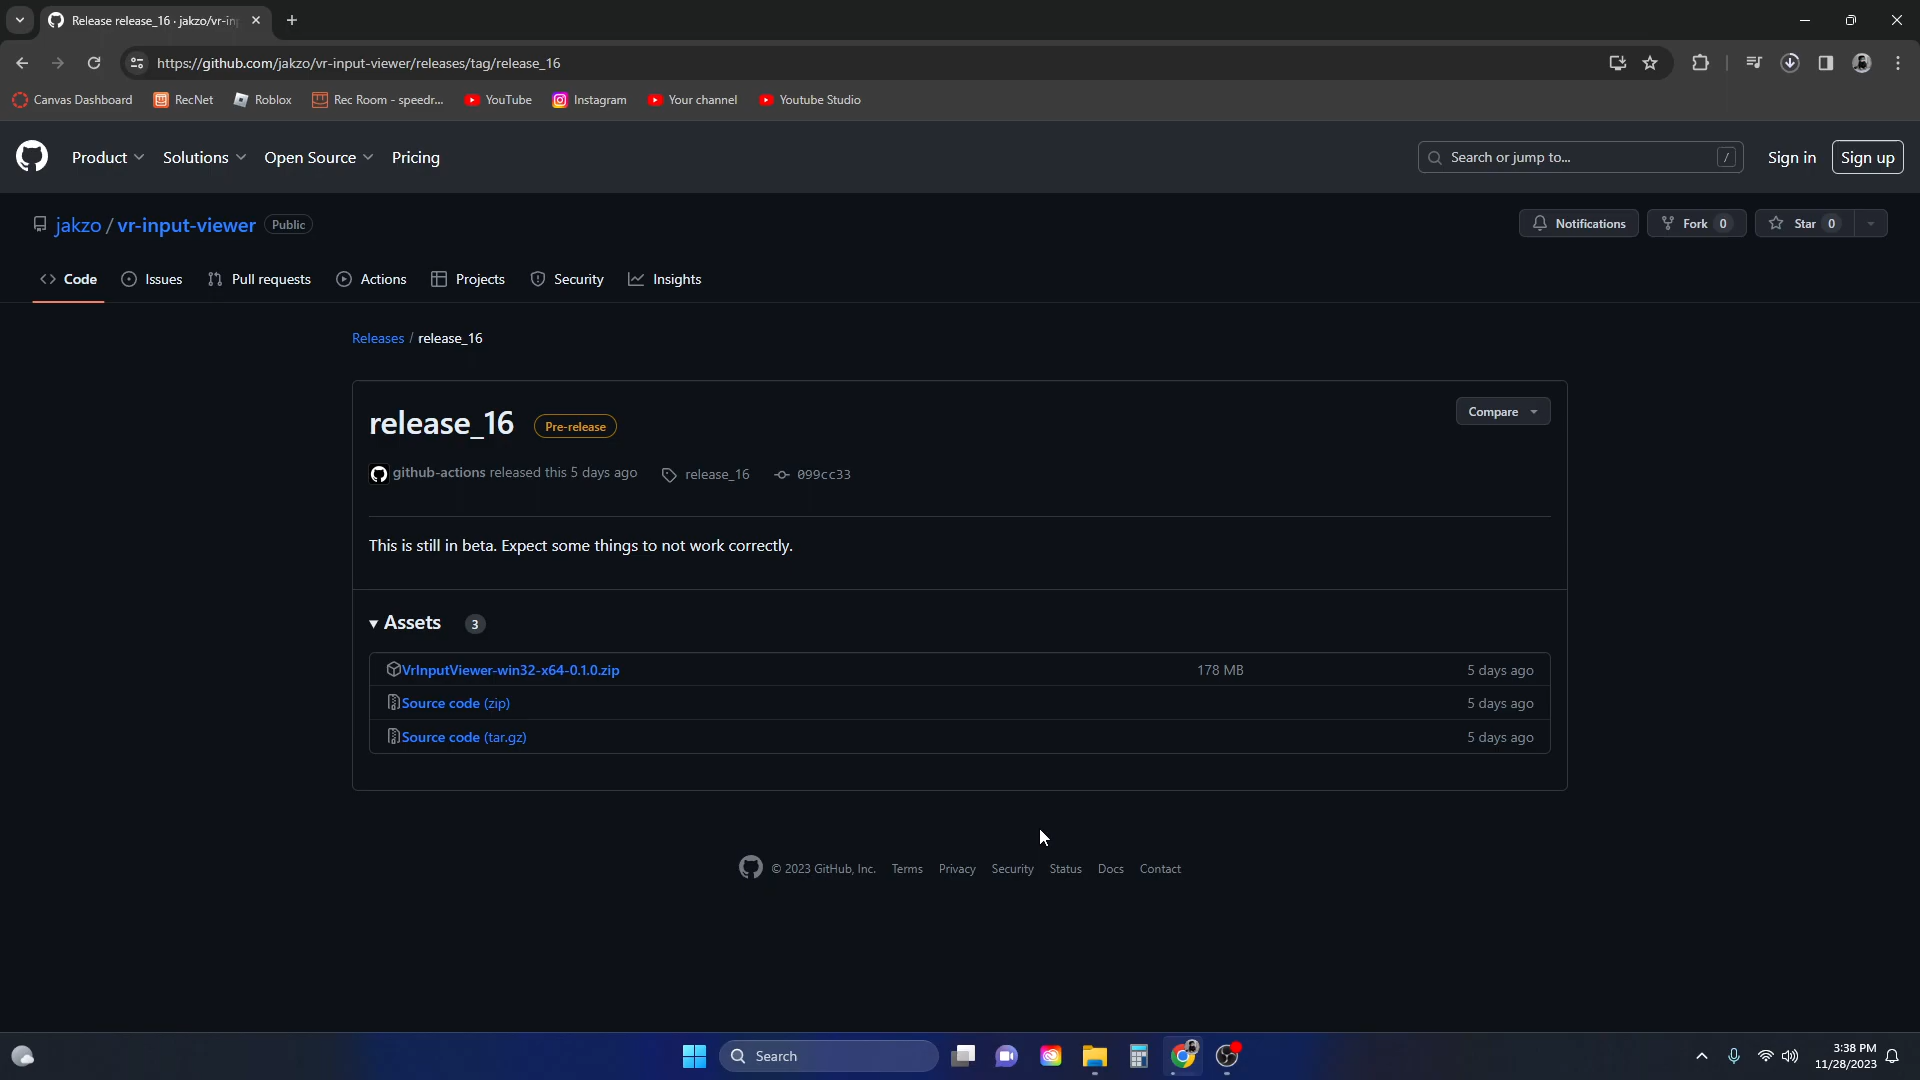 Release release_16 · jakzo/vr-in
https://github.com/jakzo/vr-input-viewer/releases/tag/release_16
Canvas Dashboard RecNet Roblox Rec Room - speedr... YouTube Instagram Your channel Youtube Studio
Product Solutions Open Source Pricing Search or jump to... / Sign in Sign up
jakzo / vr-input-viewer Public Notifications Fork 0 Star 0
Code Issues Pull requests Actions Projects Security Insights
Releases / release_16
release_16 Pre-release Compare
github-actions released this 5 days ago release_16 099cc33
This is still in beta. Expect some things to not work correctly.
Assets 3
VrInputViewer-win32-x64-0.1.0.zip 178 MB 5 days ago
Source code (zip) 5 days ago
Source code (tar.gz) 5 days ago
© 2023 GitHub, Inc. Terms Privacy Security Status Docs Contact
Search 3:38 PM
11/28/2023